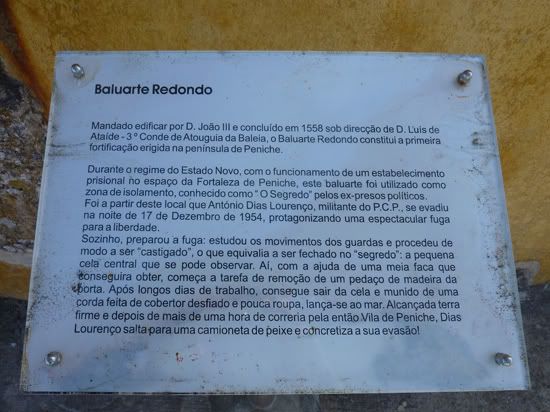 Baluarte Redondo
Mandado edificar por D. João III e concluído em 1558 sob direcção de D. Luis de
Ataíde - 3º Conde de Atouguia da Baleia, o Baluarte Redondo constitui a primeira
fortificação erigida na península de Peniche.
Durante o regime do Estado Novo, com o funcionamento de um estabelecimento
prisional no espaço da Fortaleza de Peniche, este baluarte foi utilizado como
zona de isolamento, conhecido como “O Segredo” pelos ex-presos políticos.
Foi a partir deste local que António Dias Lourenço, militante do P.C.P., se evadiu
na noite de 17 de Dezembro de 1954, protagonizando uma espectacular fuga
para a liberdade.
Sozinho, preparou a fuga: estudou os movimentos dos guardas e procedeu de
modo a ser “castigado”, o que equivalia a ser fechado no “segredo”: a pequena
cela central que se pode observar. Aí, com a ajuda de uma meia faca que
conseguira obter, começa a tarefa de remoção de um pedaço de madeira da
porta. Após longos dias de trabalho, consegue sair da cela e munido de uma
corda feita de cobertor desfiado e pouca roupa, lança-se ao mar. Alcançada terra
firme e depois de mais de uma hora de correria pela então Vila de Peniche, Dias
Lourenço salta para uma camioneta de peixe e concretiza a sua evasão!